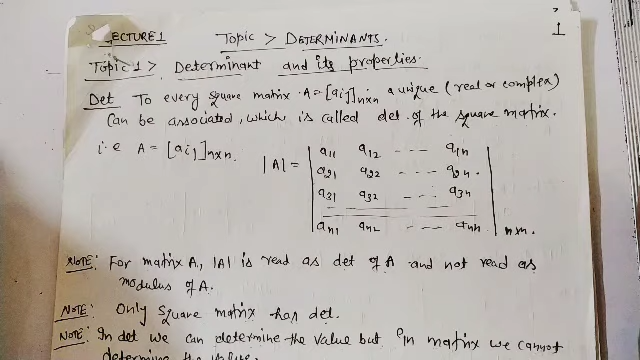 LECTURE 1 Topic > DETERMINANTS. 1
Topic 1 > Determinant and its properties.
Def To every square matrix A = [aij]n×n a unique (real or complex)
Can be associated, which is called det. of the square matrix.
i.e A = [aij]n×n. |A| =
a11 a12 ---- a1n
a21 a22 ---- a2n.
a31 a32 ---- a3n
an1 an2 ---- ann n×n.
NOTE: For matrix A, |A| is read as det of A and not read as
modulus of A.
NOTE: Only square matrix has det.
NOTE: In det we can determine the value but in matrix we cannot
determine the value.